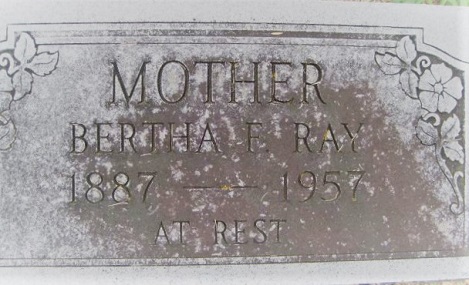 MOTHER
BERTHA F. RAY
1887 — 1957
AT REST